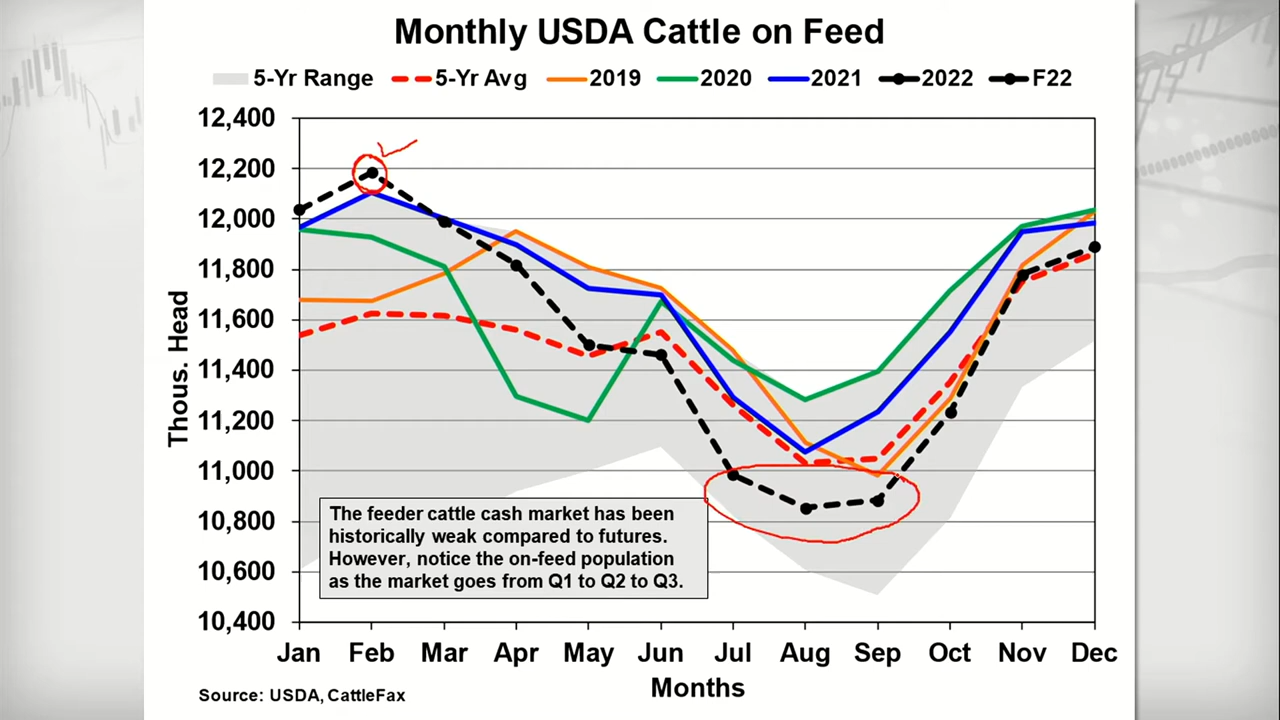 Monthly USDA Cattle on Feed
5-Yr Range 5-Yr Avg 2019 2020 2021 2022 F22
12,400
12,200
12,000
11,800
11,600
11,400
11,200
11,000
10,800
10,600
10,400
Thous. Head
The feeder cattle cash market has been
historically weak compared to futures.
However, notice the on-feed population
as the market goes from Q1 to Q2 to Q3.
Jan Feb Mar Apr May Jun Jul Aug Sep Oct Nov Dec
Months
Source: USDA, CattleFax